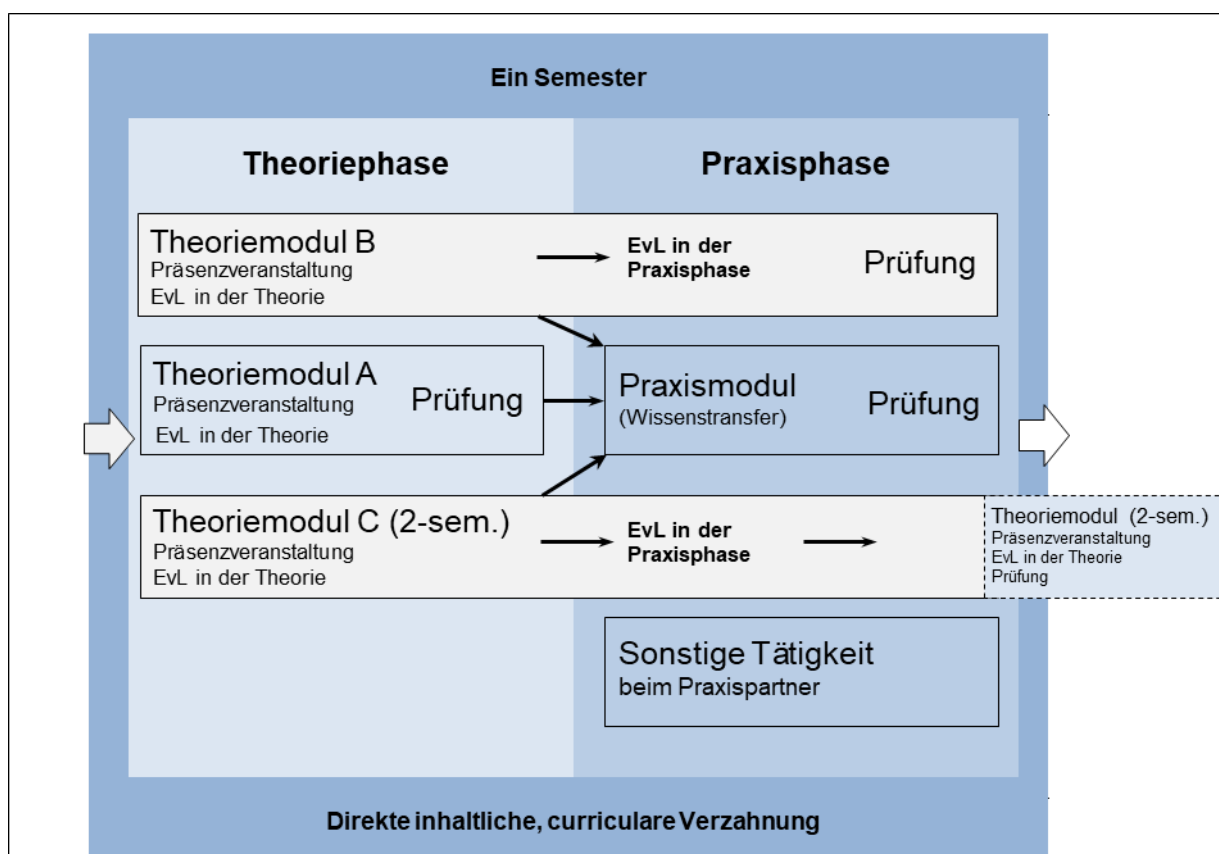 Ein Semester
Theoriephase
Praxisphase
Theoriemodul B
Präsenzveranstaltung
EvL in der Theorie
EvL in der
Praxisphase
Prüfung
Theoriemodul A
Präsenzveranstaltung
EvL in der Theorie
Prüfung
Praxismodul
(Wissenstransfer)
Prüfung
Theoriemodul C (2-sem.)
Präsenzveranstaltung
EvL in der Theorie
EvL in der
Praxisphase
Theoriemodul (2-sem.)
Präsenzveranstaltung
EvL in der Theorie
Prüfung
Sonstige Tätigkeit
beim Praxispartner
Direkte inhaltliche, curriculare Verzahnung